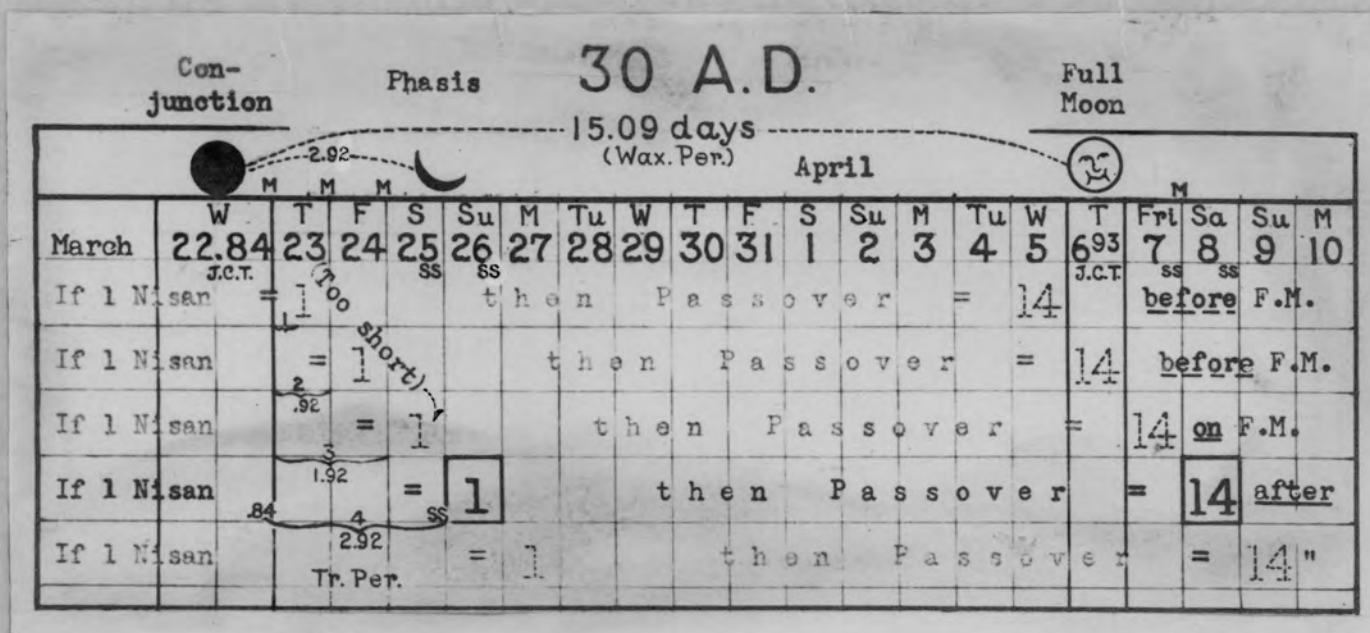 30 A.D.
Con-
junction
Phasis
Full
Moon
15.09 days
(Wax. Per.)
2.92
April
M M M M
W T F S Su M Tu W T F S Su M Tu W T Fri Sa Su M
March 22.84 23 24 25 26 27 28 29 30 31 1 2 3 4 5 6.93 7 8 9 10
J.C.T. SS SS J.C.T. SS SS
If 1 Nisan = 1 then Passover = 14 before F.M.
(Too short)
1
If 1 Nisan = 1 then Passover = 14 before F.M.
2
.92
If 1 Nisan = 1 then Passover = 14 on F.M.
3
1.92
If 1 Nisan = 1 then Passover = 14 after
.84 4 SS
2.92
If 1 Nisan = 1 then Passover = 14 "
Tr. Per.